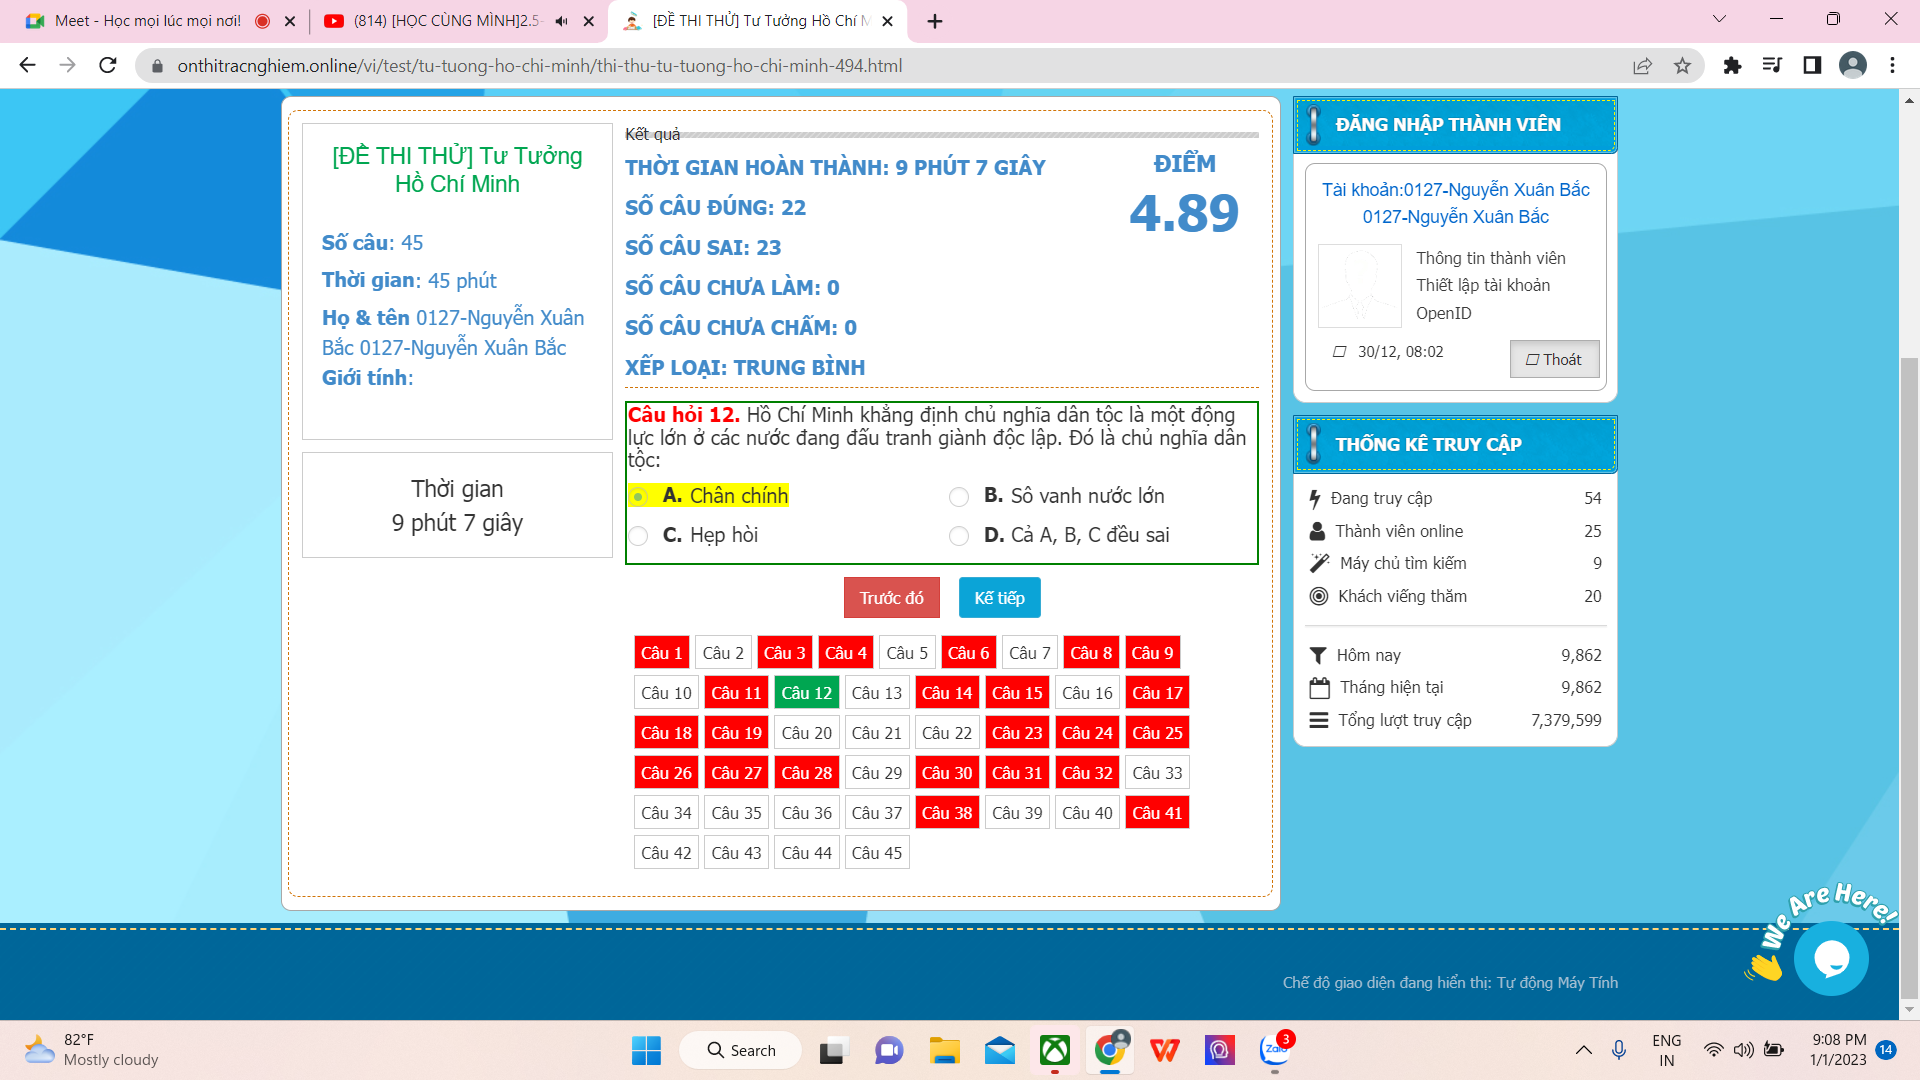 Meet - Học mọi lúc mọi nơi!
(814) [HỌC CÙNG MÌNH]2.5-
[ĐỀ THI THỬ] Tư Tưởng Hồ Chí M
onthitracnghiem.online/vi/test/tu-tuong-ho-chi-minh/thi-thu-tu-tuong-ho-chi-minh-494.html
[ĐỀ THI THỬ] Tư Tưởng
Hồ Chí Minh
Số câu: 45
Thời gian: 45 phút
Họ & tên 0127-Nguyễn Xuân
Bắc 0127-Nguyễn Xuân Bắc
Giới tính:
Thời gian
9 phút 7 giây
Kết quả
THỜI GIAN HOÀN THÀNH: 9 PHÚT 7 GIÂY
SỐ CÂU ĐÚNG: 22
SỐ CÂU SAI: 23
SỐ CÂU CHƯA LÀM: 0
SỐ CÂU CHƯA CHẤM: 0
XẾP LOẠI: TRUNG BÌNH
ĐIỂM
4.89
Câu hỏi 12. Hồ Chí Minh khẳng định chủ nghĩa dân tộc là một động
lực lớn ở các nước đang đấu tranh giành độc lập. Đó là chủ nghĩa dân
tộc:
A. Chân chính
B. Sô vanh nước lớn
C. Hẹp hòi
D. Cả A, B, C đều sai
Trước đó Kế tiếp
Câu 1 Câu 2 Câu 3 Câu 4 Câu 5 Câu 6 Câu 7 Câu 8 Câu 9
Câu 10 Câu 11 Câu 12 Câu 13 Câu 14 Câu 15 Câu 16 Câu 17
Câu 18 Câu 19 Câu 20 Câu 21 Câu 22 Câu 23 Câu 24 Câu 25
Câu 26 Câu 27 Câu 28 Câu 29 Câu 30 Câu 31 Câu 32 Câu 33
Câu 34 Câu 35 Câu 36 Câu 37 Câu 38 Câu 39 Câu 40 Câu 41
Câu 42 Câu 43 Câu 44 Câu 45
ĐĂNG NHẬP THÀNH VIÊN
Tài khoản:0127-Nguyễn Xuân Bắc
0127-Nguyễn Xuân Bắc
Thông tin thành viên
Thiết lập tài khoản
OpenID
30/12, 08:02
Thoát
THỐNG KÊ TRUY CẬP
Đang truy cập 54
Thành viên online 25
Máy chủ tìm kiếm 9
Khách viếng thăm 20
Hôm nay 9,862
Tháng hiện tại 9,862
Tổng lượt truy cập 7,379,599
We Are Here!
Chế độ giao diện đang hiển thị: Tự động Máy Tính
82°F
Mostly cloudy
Search
Zalo
3
ENG
IN
9:08 PM
1/1/2023
14